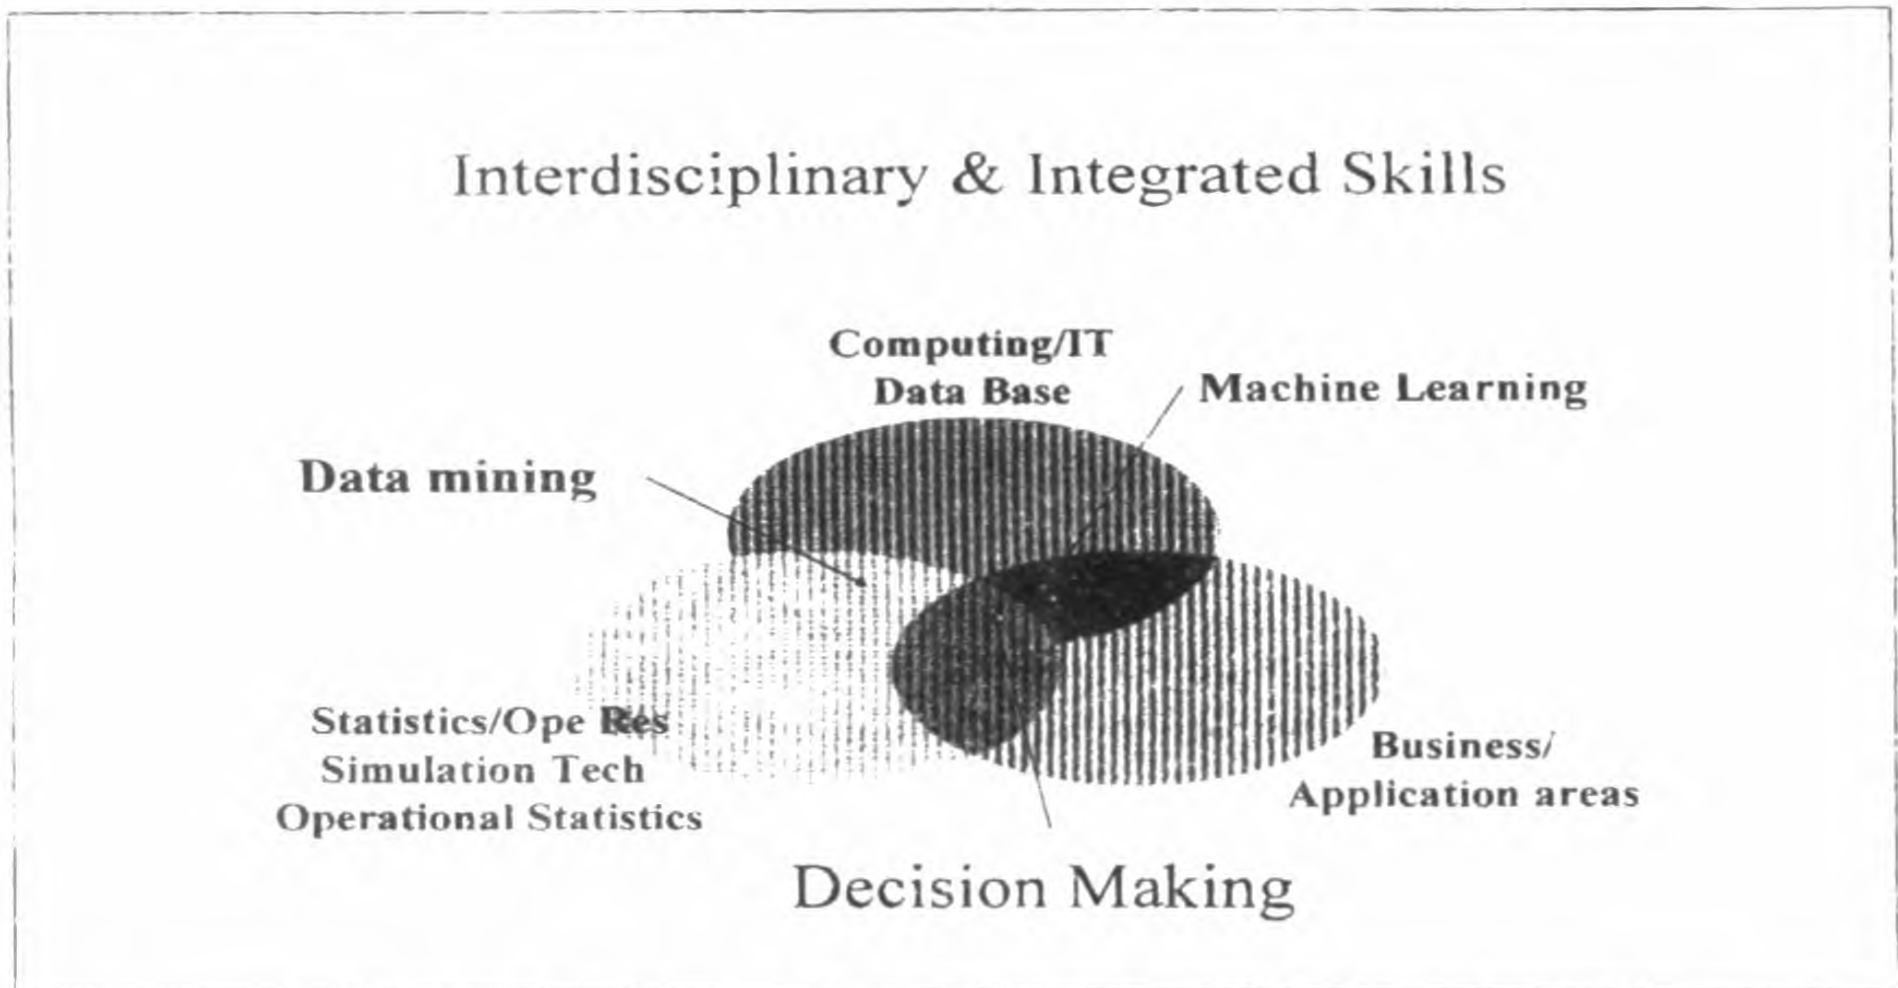 Interdisciplinary & Integrated Skills
Computing/IT
Data Base
Machine Learning
Data mining
Statistics/Ope Res
Simulation Tech
Operational Statistics
Business/
Application areas
Decision Making